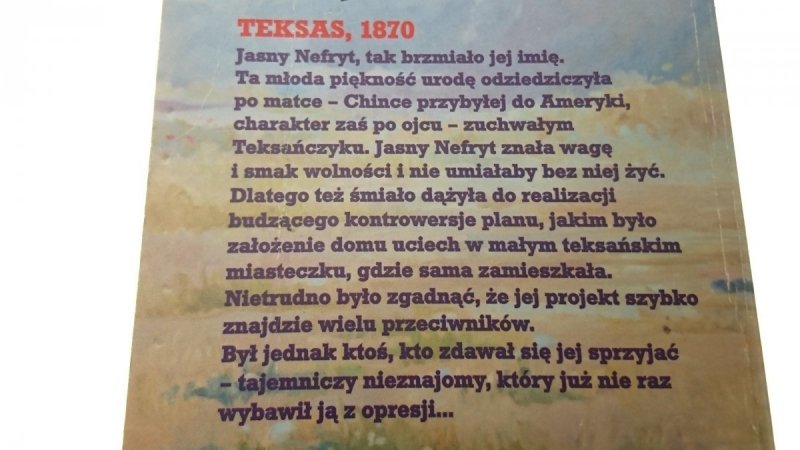 TEKSAS, 1870
Jasny Nefryt, tak brzmiało jej imię.
Ta młoda piękność urodę odziedziczyła
po matce – Chince przybyłej do Ameryki,
charakter zaś po ojcu – zuchwałym
Teksańczyku. Jasny Nefryt znała wagę
i smak wolności i nie umiałaby bez niej żyć.
Dlatego też śmiało dążyła do realizacji
budzącego kontrowersje planu, jakim było
założenie domu uciech w małym teksańskim
miasteczku, gdzie sama zamieszkała.
Nietrudno było zgadnąć, że jej projekt szybko
znajdzie wielu przeciwników.
Był jednak ktoś, kto zdawał się jej sprzyjać
– tajemniczy nieznajomy, który już nie raz
wybawił ją z opresji...